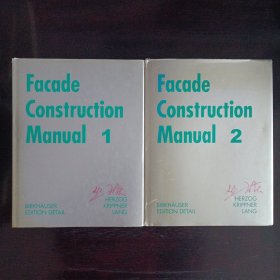 Facade
Construction
Manual 1
BIRKHÄUSER
EDITION DETAIL
HERZOG
KRIPPNER
LANG
Facade
Construction
Manual 2
BIRKHÄUSER
EDITION DETAIL
HERZOG
KRIPPNER
LANG